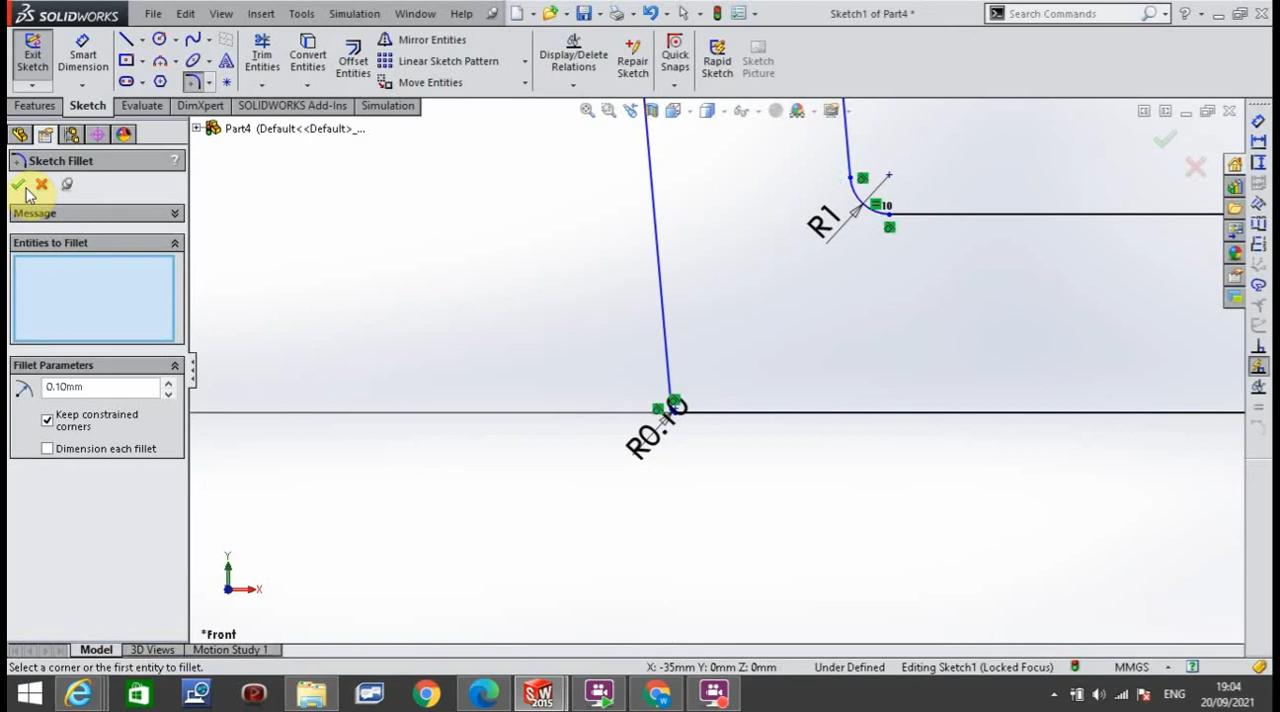 SOLIDWORKS File Edit View Insert Tools Simulation Window Help Sketch1 of Part4 * Search Commands
Exit Sketch Smart Dimension Trim Entities Convert Entities Offset Entities Mirror Entities Linear Sketch Pattern Move Entities Display/Delete Relations Repair Sketch Quick Snaps Rapid Sketch Sketch Picture
Features Sketch Evaluate DimXpert SOLIDWORKS Add-Ins Simulation
Part4 (Default<<Default>_...
Sketch Fillet ?
Message
Entities to Fillet
Fillet Parameters
0.10mm
Keep constrained
corners
Dimension each fillet
R1
10
R0.10
Y
X
*Front
Model 3D Views Motion Study 1
Select a corner or the first entity to fillet. X: -35mm Y: 0mm Z: 0mm Under Defined Editing Sketch1 (Locked Focus) MMGS
SW 2015 W ENG 19:04
20/09/2021